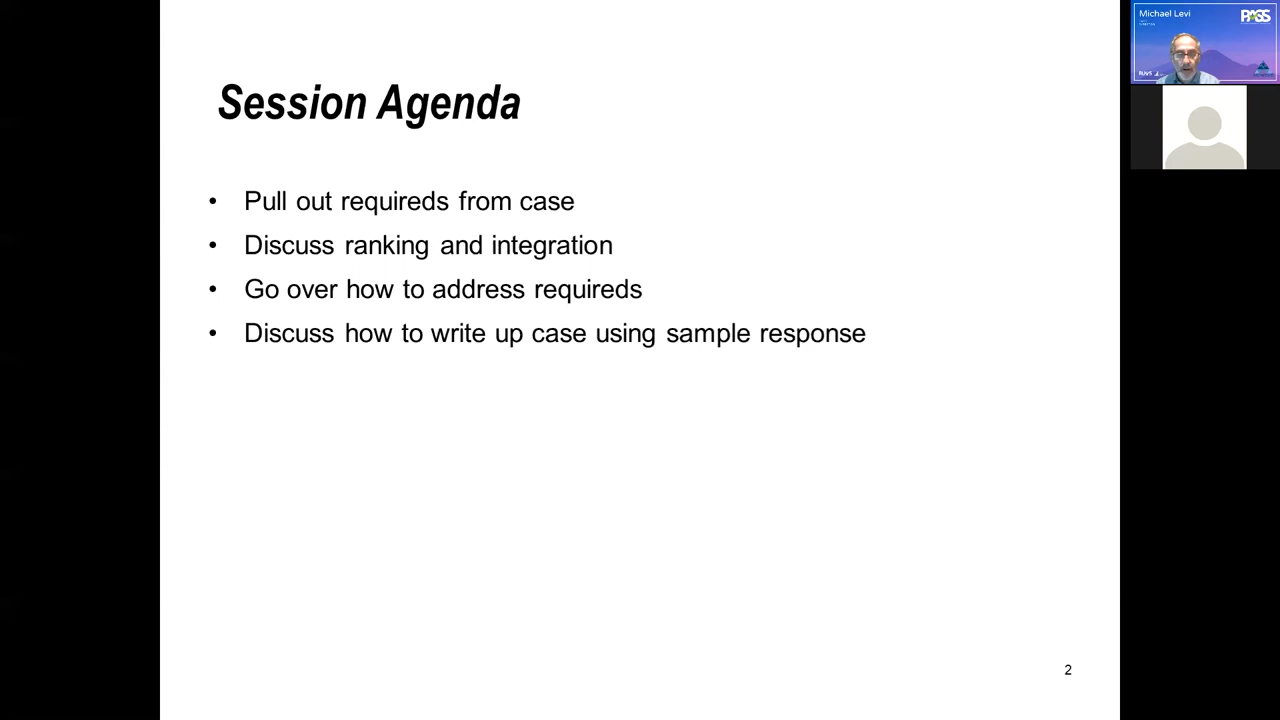 Session Agenda
• Pull out requireds from case
• Discuss ranking and integration
• Go over how to address requireds
• Discuss how to write up case using sample response
2
Michael Levi
PASS